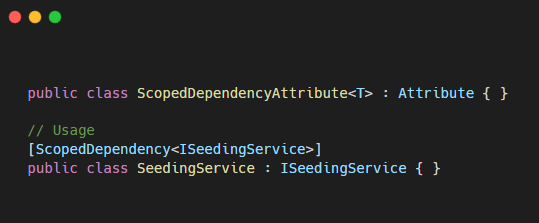 public class ScopedDependencyAttribute<T> : Attribute { }
// Usage
[ScopedDependency<ISeedingService>]
public class SeedingService : ISeedingService { }